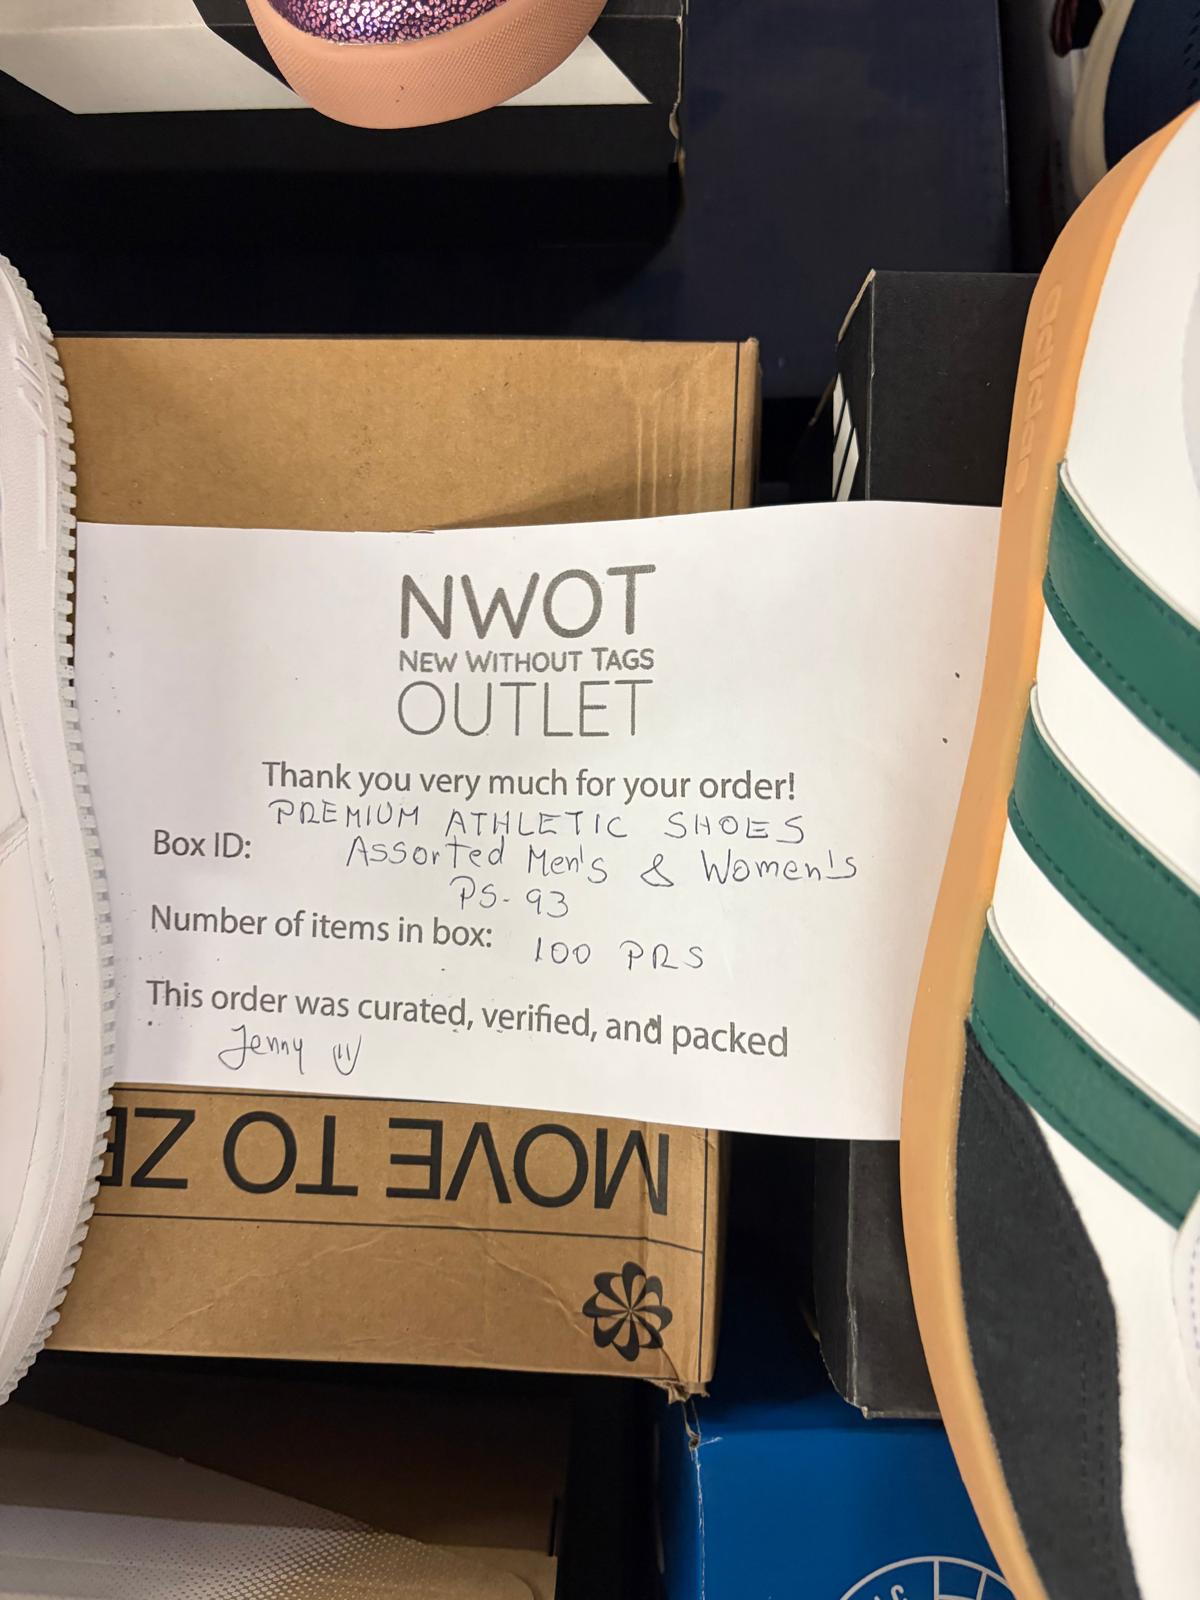 adidas
NWOT
NEW WITHOUT TAGS
OUTLET
Thank you very much for your order!
PREMIUM ATHLETIC SHOES
Box ID: Assorted Men's & Women's
PS-93
Number of items in box: 100 PRS
This order was curated, verified, and packed
Jenny
MOVE TO ZE